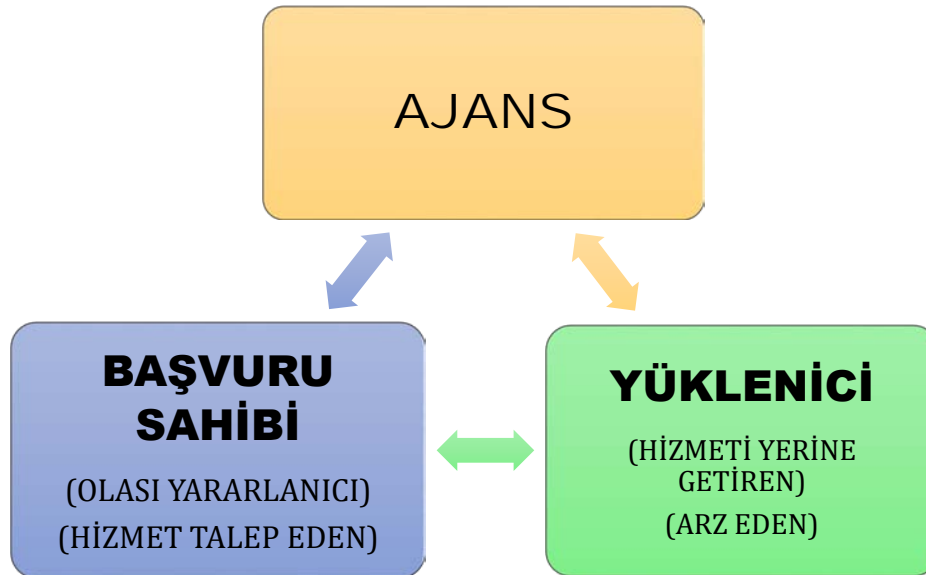 AJANS
BAŞVURU
SAHİBİ
(OLASI YARARLANICI)
(HİZMET TALEP EDEN)
YÜKLENİCİ
(HİZMETİ YERİNE
GETİREN)
(ARZ EDEN)